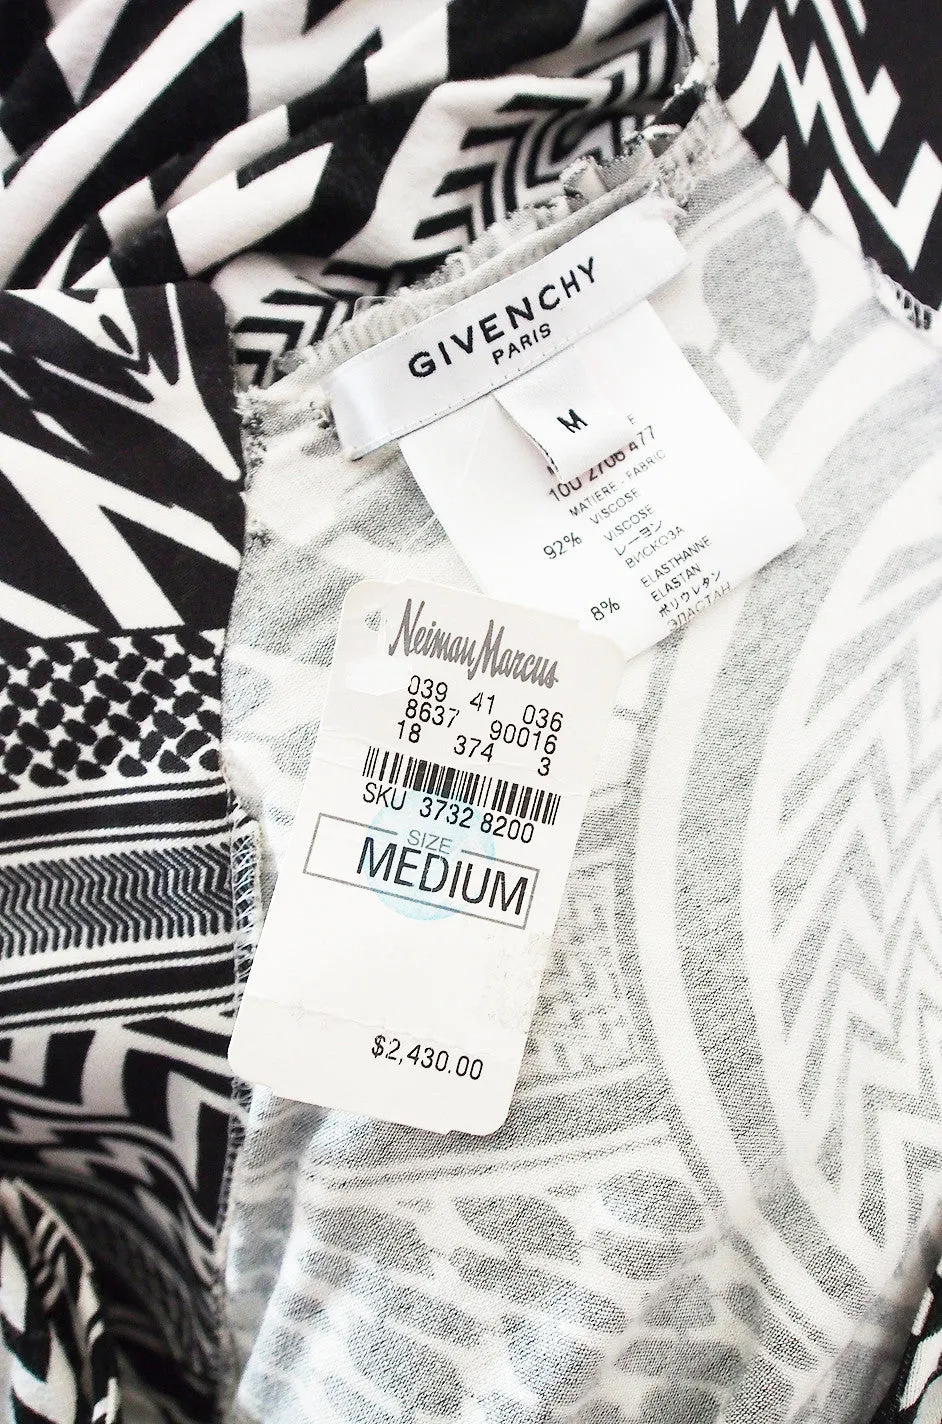 GIVENCHY
PARIS
M
E
10U 2706 477
MATIERE - FABRIC
VISCOSE
92% VISCOSE
レーヨン
ВИСКОЗА
ELASTHANNE
ELASTAN
8% ポリウレタン
ЭЛАСТАН
Neiman Marcus
039 41 036
8637 90016
18 374 3
SKU 3732 8200
SIZE
MEDIUM
$2,430.00